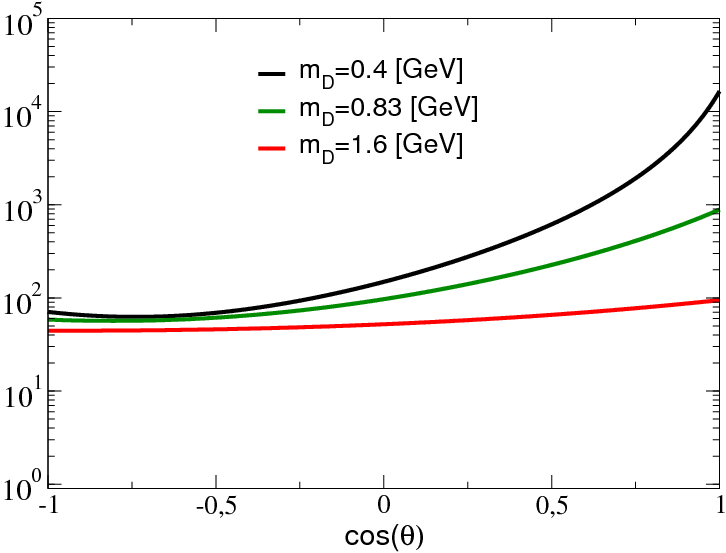 10^5
10^4
10^3
10^2
10^1
10^0
m_D=0.4 [GeV]
m_D=0.83 [GeV]
m_D=1.6 [GeV]
-1 -0,5 0 0,5 1
cos(θ)